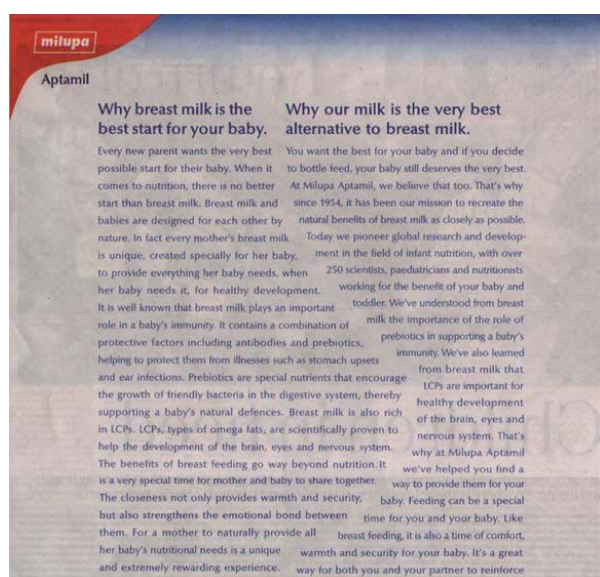 milupa
Aptamil
Why breast milk is the
best start for your baby.
Every new parent wants the very best
possible start for their baby. When it
comes to nutrition, there is no better
start than breast milk. Breast milk and
babies are designed for each other by
nature. In fact every mother's breast milk
is unique, created specially for her baby,
to provide everything her baby needs, when
her baby needs it, for healthy development.
It is well known that breast milk plays an important
role in a baby's immunity. It contains a combination of
protective factors including antibodies and prebiotics,
helping to protect them from illnesses such as stomach upsets
and ear infections. Prebiotics are special nutrients that encourage
the growth of friendly bacteria in the digestive system, thereby
supporting a baby's natural defences. Breast milk is also rich
in LCPs. LCPs, types of omega fats, are scientifically proven to
help the development of the brain, eyes and nervous system.
The benefits of breast feeding go way beyond nutrition. It
is a very special time for mother and baby to share together.
The closeness not only provides warmth and security,
but also strengthens the emotional bond between
them. For a mother to naturally provide all
her baby's nutritional needs is a unique
and extremely rewarding experience.
Why our milk is the very best
alternative to breast milk.
You want the best for your baby and if you decide
to bottle feed, your baby still deserves the very best.
At Milupa Aptamil, we believe that too. That's why
since 1954, it has been our mission to recreate the
natural benefits of breast milk as closely as possible.
Today we pioneer global research and develop-
ment in the field of infant nutrition, with over
250 scientists, paediatricians and nutritionists
working for the benefit of your baby and
toddler. We've understood from breast
milk the importance of the role of
prebiotics in supporting a baby's
immunity. We've also learned
from breast milk that
LCPs are important for
healthy development
of the brain, eyes and
nervous system. That's
why at Milupa Aptamil
we've helped you find a
way to provide them for your
baby. Feeding can be a special
time for you and your baby. Like
breast feeding, it is also a time of comfort,
warmth and security for your baby. It's a great
way for both you and your partner to reinforce